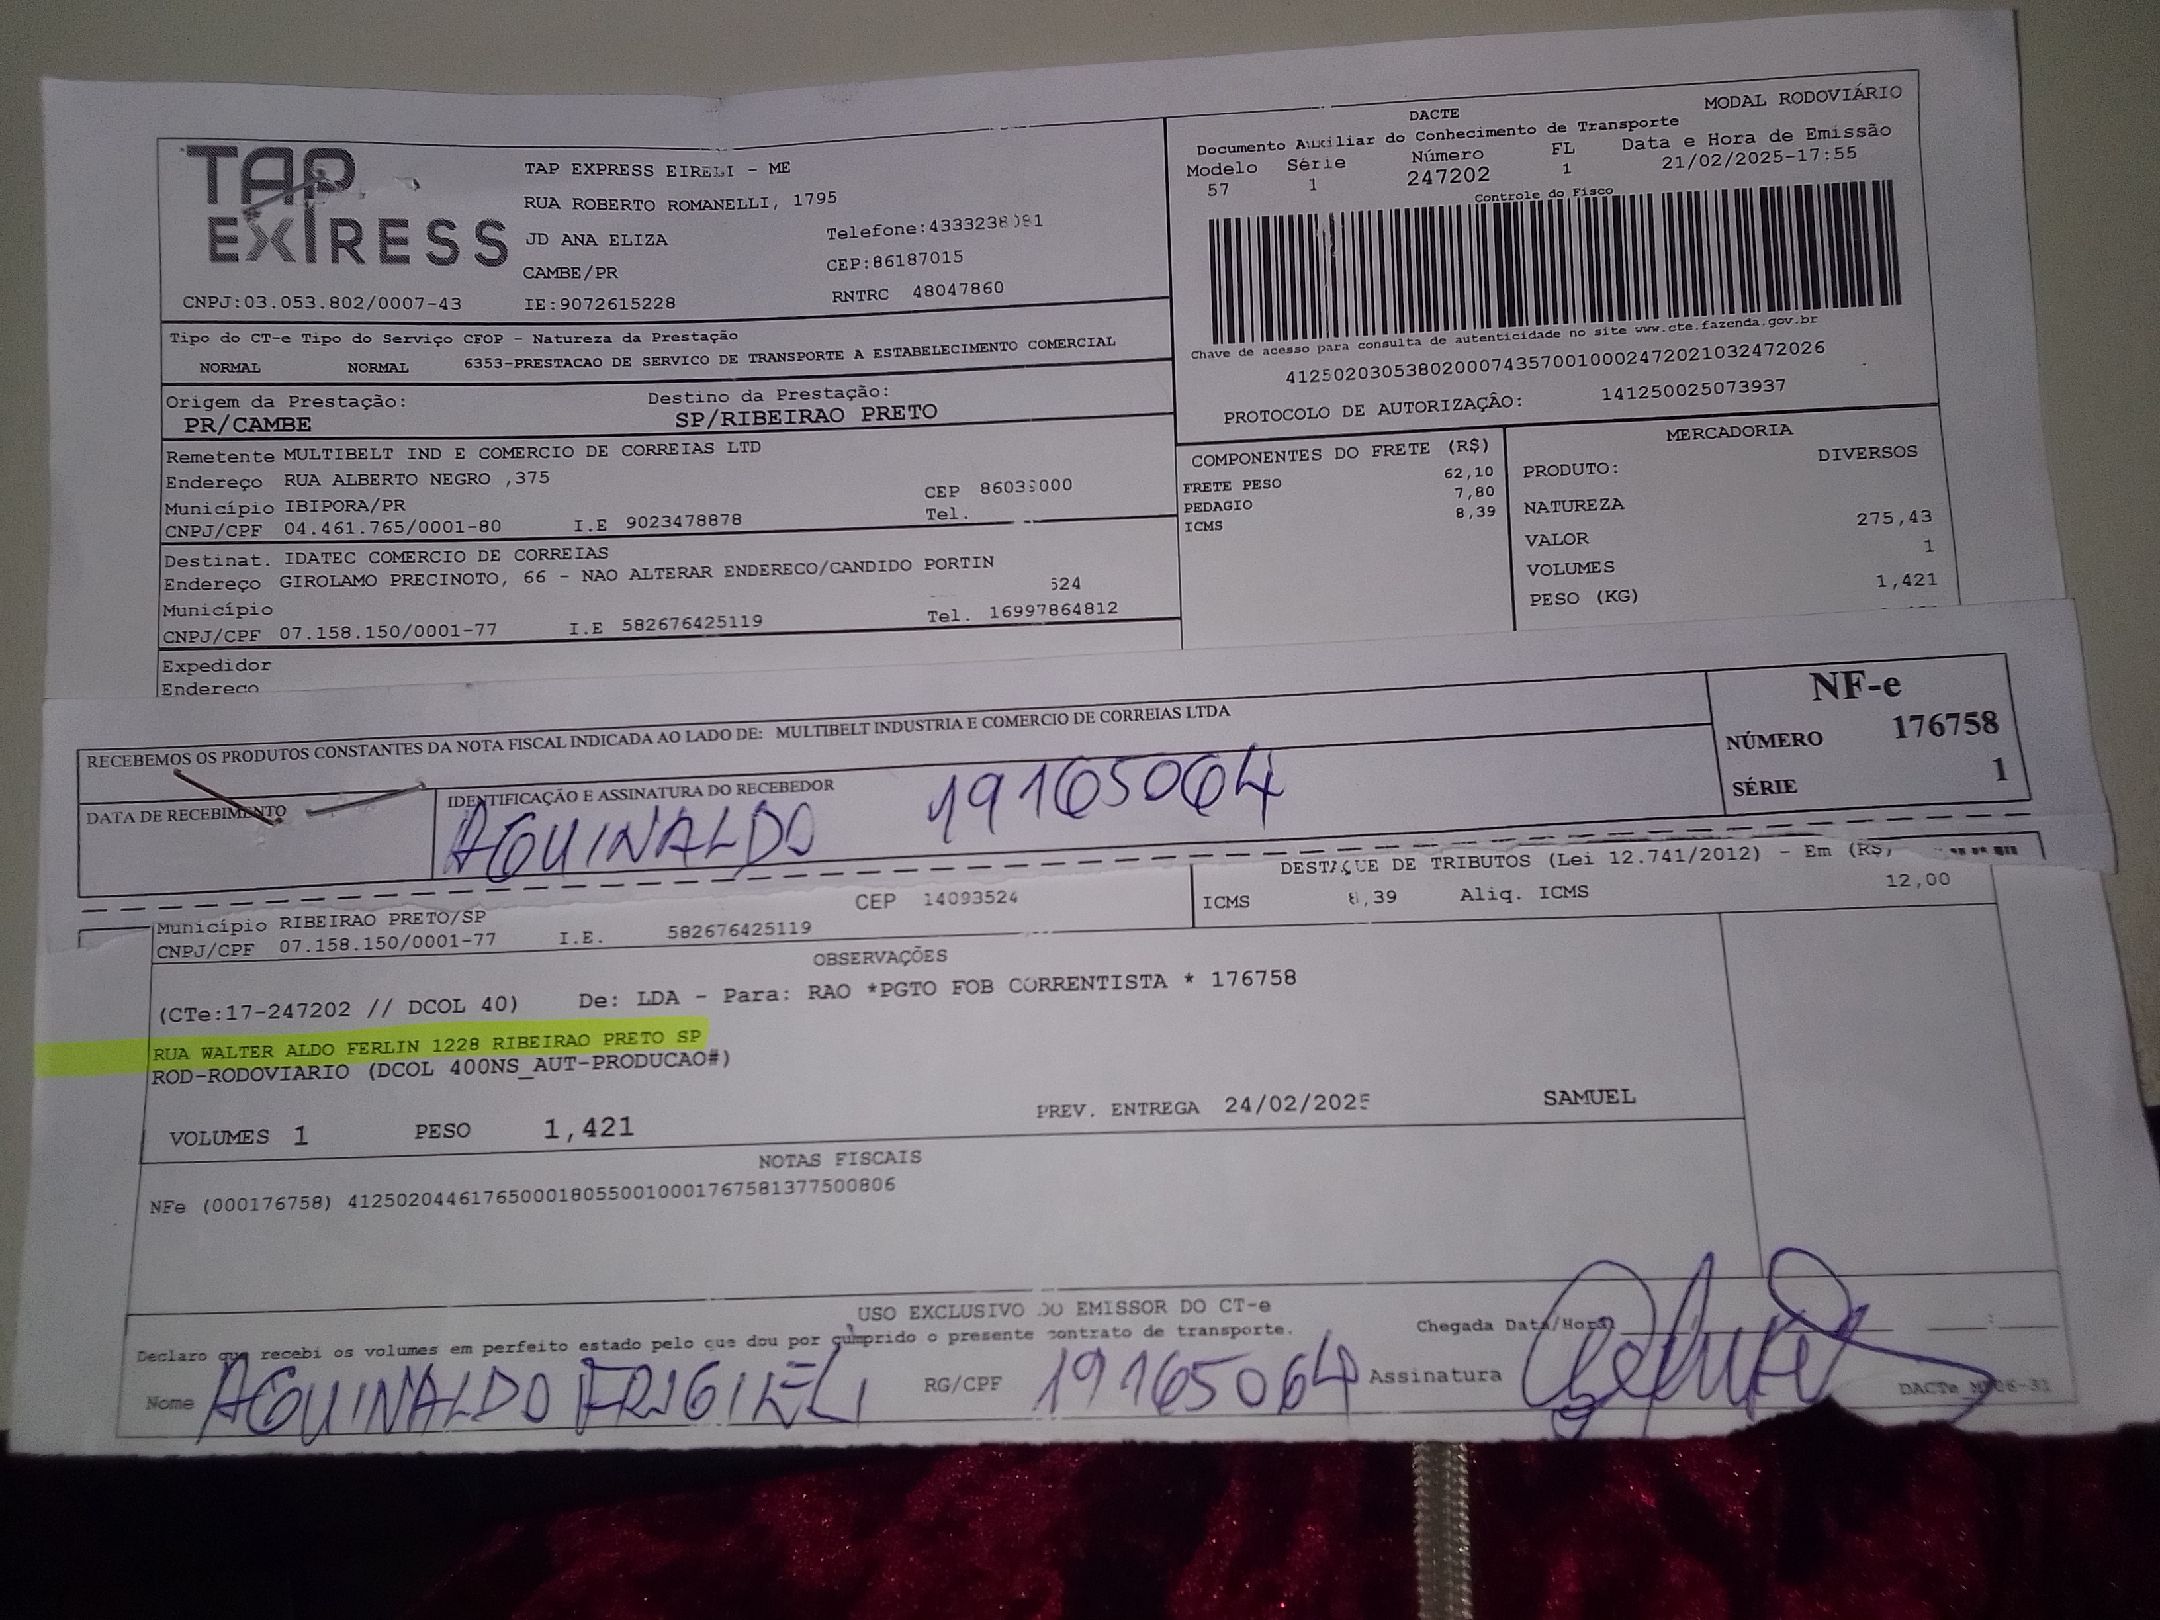 TAP
EXPRESS
TAP EXPRESS EIRELI - ME
RUA ROBERTO ROMANELLI, 1795
JD ANA ELIZA
Telefone:4333238081
CAMBE/PR
CEP:86187015
CNPJ:03.053.802/0007-43
IE:9072615228
RNTRC 48047860
DACTE
MODAL RODOVIÁRIO
Documento Auxiliar do Conhecimento de Transporte
Modelo Série Número FL Data e Hora de Emissão
57 1 247202 1 21/02/2025-17:55
Controle do Fisco
Chave de acesso para consulta de autenticidade no site www.cte.fazenda.gov.br
41250203053802000743570010002472021032472026
PROTOCOLO DE AUTORIZAÇÃO: 141250025073937
Tipo do CT-e Tipo do Serviço CFOP - Natureza da Prestação
NORMAL NORMAL 6353-PRESTACAO DE SERVICO DE TRANSPORTE A ESTABELECIMENTO COMERCIAL
Origem da Prestação: Destino da Prestação:
PR/CAMBE SP/RIBEIRAO PRETO
Remetente MULTIBELT IND E COMERCIO DE CORREIAS LTD
Endereço RUA ALBERTO NEGRO ,375
Município IBIPORA/PR CEP
CNPJ/CPF 04.461.765/0001-80 I.E 9023478878 Tel.
Destinat. IDATEC COMERCIO DE CORREIAS
Endereço GIROLAMO PRECINOTO, 66 - NAO ALTERAR ENDERECO/CANDIDO PORTIN
Município 524
CNPJ/CPF 07.158.150/0001-77 I.E 582676425119 Tel. 16997864812
Expedidor
Endereço
COMPONENTES DO FRETE (R$)
FRETE PESO 62,10
PEDAGIO 7,80
ICMS 8,39
MERCADORIA
PRODUTO: DIVERSOS
NATUREZA
VALOR 275,43
VOLUMES 1
PESO (KG) 1,421
RECEBEMOS OS PRODUTOS CONSTANTES DA NOTA FISCAL INDICADA AO LADO DE: MULTIBELT INDUSTRIA E COMERCIO DE CORREIAS LTDA
NF-e
NÚMERO 176758
SÉRIE 1
DATA DE RECEBIMENTO
IDENTIFICAÇÃO E ASSINATURA DO RECEBEDOR
AGUINALDO 19165064
DESTAQUE DE TRIBUTOS (Lei 12.741/2012) - Em (R$)
ICMS 8,39 Aliq. ICMS 12,00
Município RIBEIRAO PRETO/SP CEP 14093524
CNPJ/CPF 07.158.150/0001-77 I.E. 582676425119
OBSERVAÇÕES
(CTe:17-247202 // DCOL 40) De: LDA - Para: RAO *PGTO FOB CORRENTISTA * 176758
RUA WALTER ALDO FERLIN 1228 RIBEIRAO PRETO SP
ROD-RODOVIARIO (DCOL 400NS_AUT-PRODUCAO#)
VOLUMES 1 PESO 1,421 PREV. ENTREGA 24/02/2025 SAMUEL
NOTAS FISCAIS
NFe (000176758) 41250204461765000180550010001767581377500806
USO EXCLUSIVO DO EMISSOR DO CT-e
Declaro que recebi os volumes em perfeito estado pelo que dou por cumprido o presente contrato de transporte.
Chegada Data/Hora
Nome AGUINALDO RG/CPF 19165064 Assinatura
DACTe